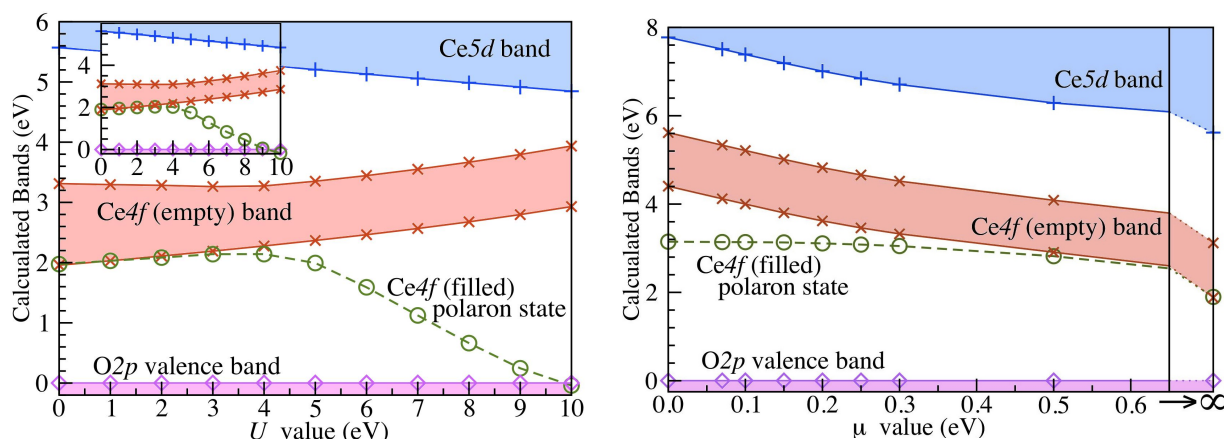 6
5
4
3
2
1
0
Calcualated Bands (eV)
4
2
0
0 2 4 6 8 10
Ce5d band
Ce4f (empty) band
Ce4f (filled)
polaron state
O2p valence band
0 1 2 3 4 5 6 7 8 9 10
U value (eV)
8
6
4
2
0
Calcualated Bands (eV)
Ce5d band
Ce4f (empty) band
Ce4f (filled)
polaron state
O2p valence band
0.0 0.1 0.2 0.3 0.4 0.5 0.6 → ∞
μ value (eV)